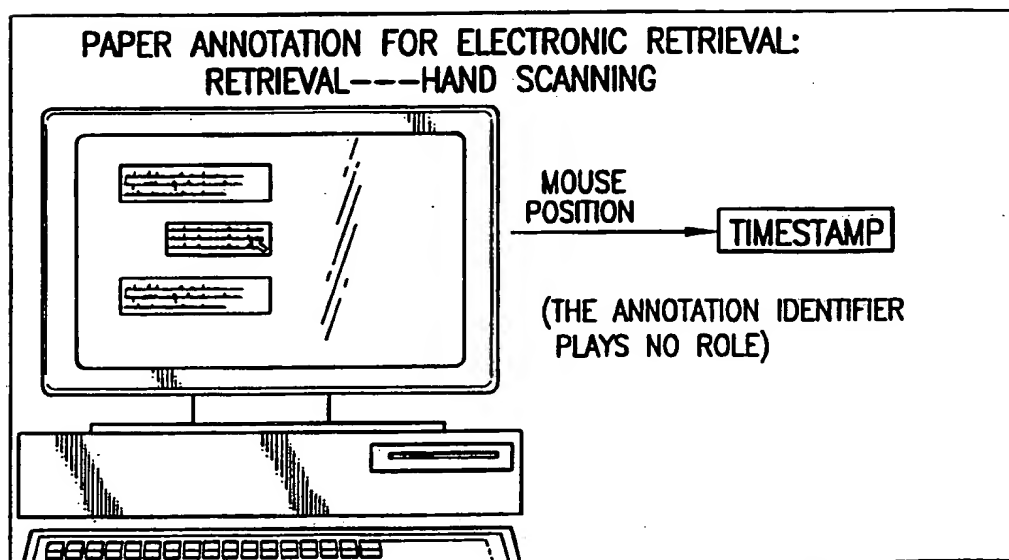 PAPER ANNOTATION FOR ELECTRONIC RETRIEVAL:
RETRIEVAL---HAND SCANNING
MOUSE
POSITION
TIMESTAMP
(THE ANNOTATION IDENTIFIER
PLAYS NO ROLE)